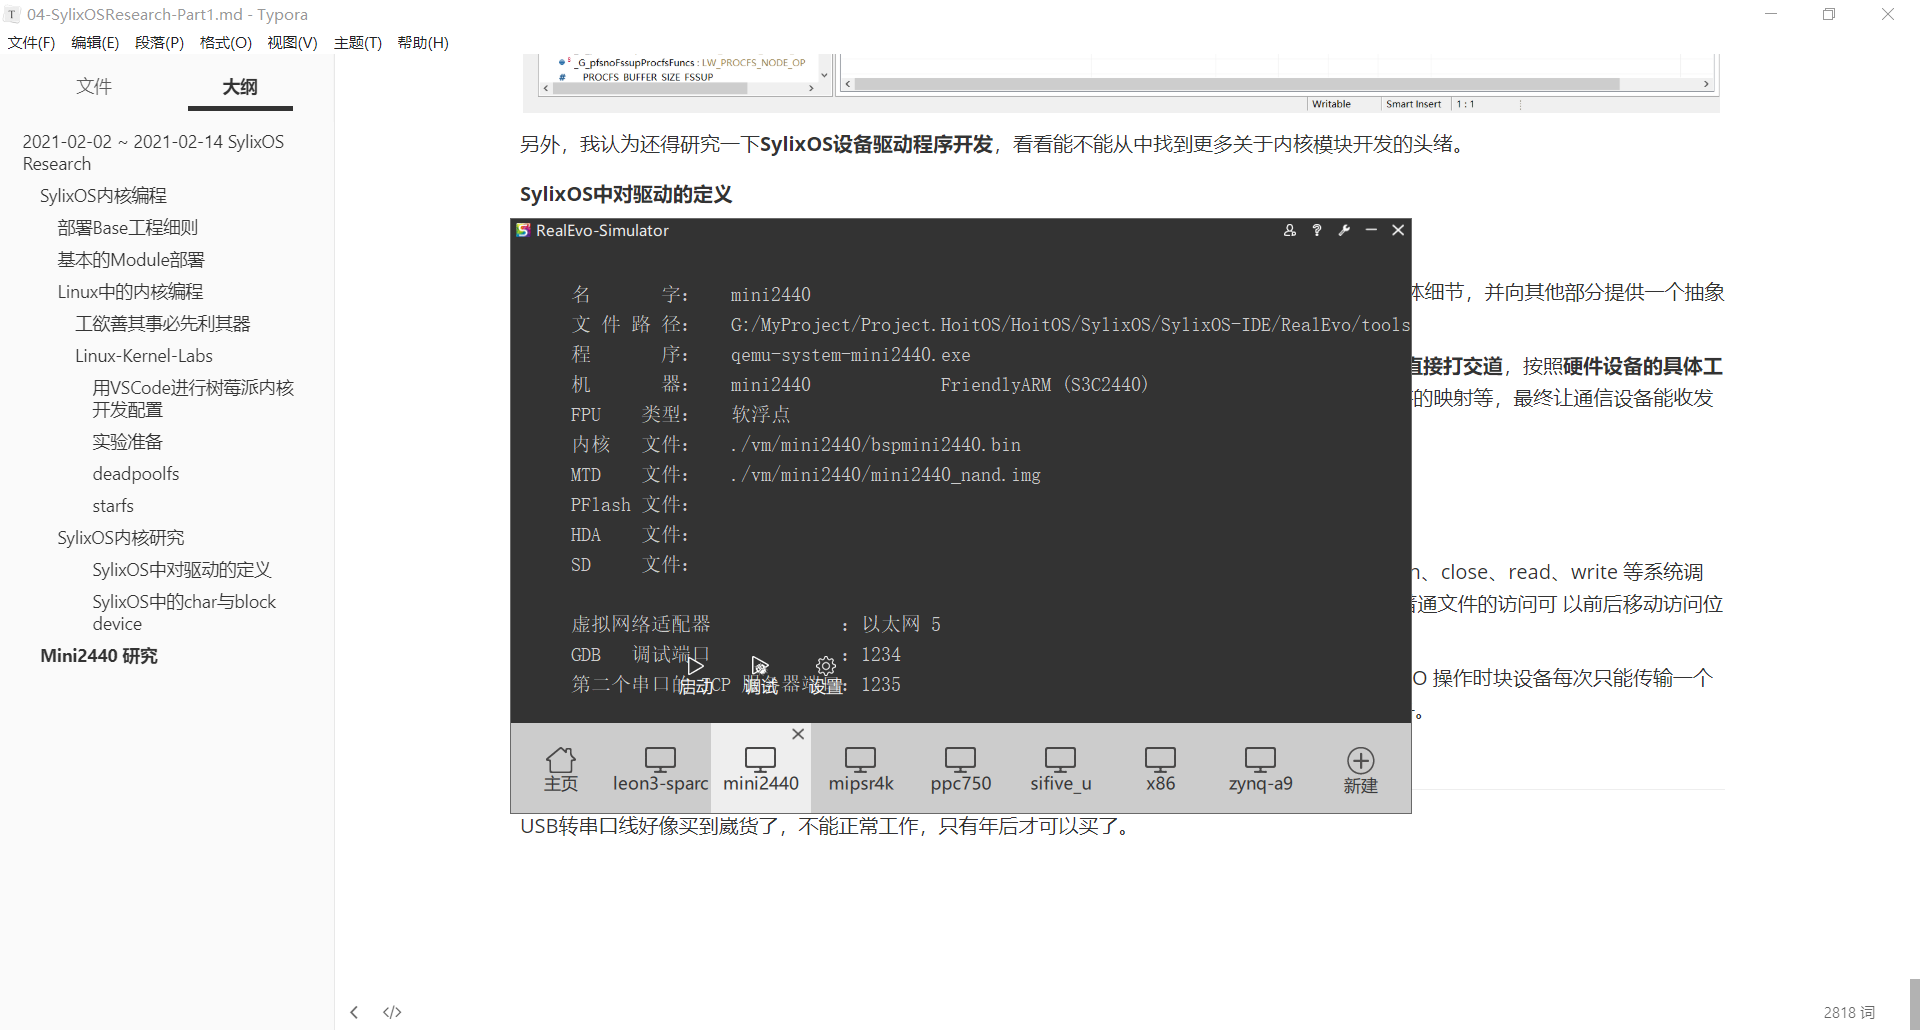 04-SylixOSResearch-Part1.md - Typora
文件(F) 编辑(E) 段落(P) 格式(O) 视图(V) 主题(T) 帮助(H)
文件 大纲
2021-02-02 ~ 2021-02-14 SylixOS
Research
SylixOS内核编程
部署Base工程细则
基本的Module部署
Linux中的内核编程
工欲善其事必先利其器
Linux-Kernel-Labs
用VSCode进行树莓派内核
开发配置
实验准备
deadpoolfs
starfs
SylixOS内核研究
SylixOS中对驱动的定义
SylixOS中的char与block
device
Mini2440 研究
_G_pfsnoFssupProcfsFuncs : LW_PROCFS_NODE_OP
# __PROCFS_BUFFER_SIZE_FSSUP
Writable Smart Insert 1 : 1
另外，我认为还得研究一下SylixOS设备驱动程序开发，看看能不能从中找到更多关于内核模块开发的头绪。
SylixOS中对驱动的定义
RealEvo-Simulator
名 字: mini2440
文 件 路 径: G:/MyProject/Project.HoitOS/HoitOS/SylixOS/SylixOS-IDE/RealEvo/tools
程 序: qemu-system-mini2440.exe
机 器: mini2440 FriendlyARM (S3C2440)
FPU 类型: 软浮点
内核 文件: ./vm/mini2440/bspmini2440.bin
MTD 文件: ./vm/mini2440/mini2440_nand.img
PFlash 文件:
HDA 文件:
SD 文件:
虚拟网络适配器 : 以太网 5
GDB 调试端口 : 1234
第二个串口的 TCP 服务器端口: 1235
启动 调试 设置
主页 leon3-sparc mini2440 mipsr4k ppc750 sifive_u x86 zynq-a9 新建
体细节，并向其他部分提供一个抽象
直接打交道，按照硬件设备的具体工
的映射等，最终让通信设备能收发
n、close、read、write 等系统调
普通文件的访问可 以前后移动访问位
O 操作时块设备每次只能传输一个
。
USB转串口线好像买到崴货了，不能正常工作，只有年后才可以买了。
2818 词